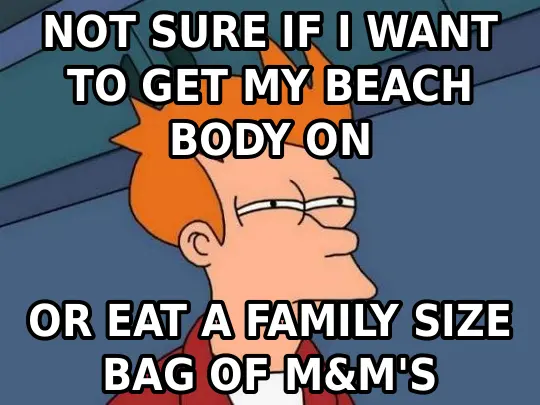 NOT SURE IF I WANT
TO GET MY BEACH
BODY ON
OR EAT A FAMILY SIZE
BAG OF M&M'S